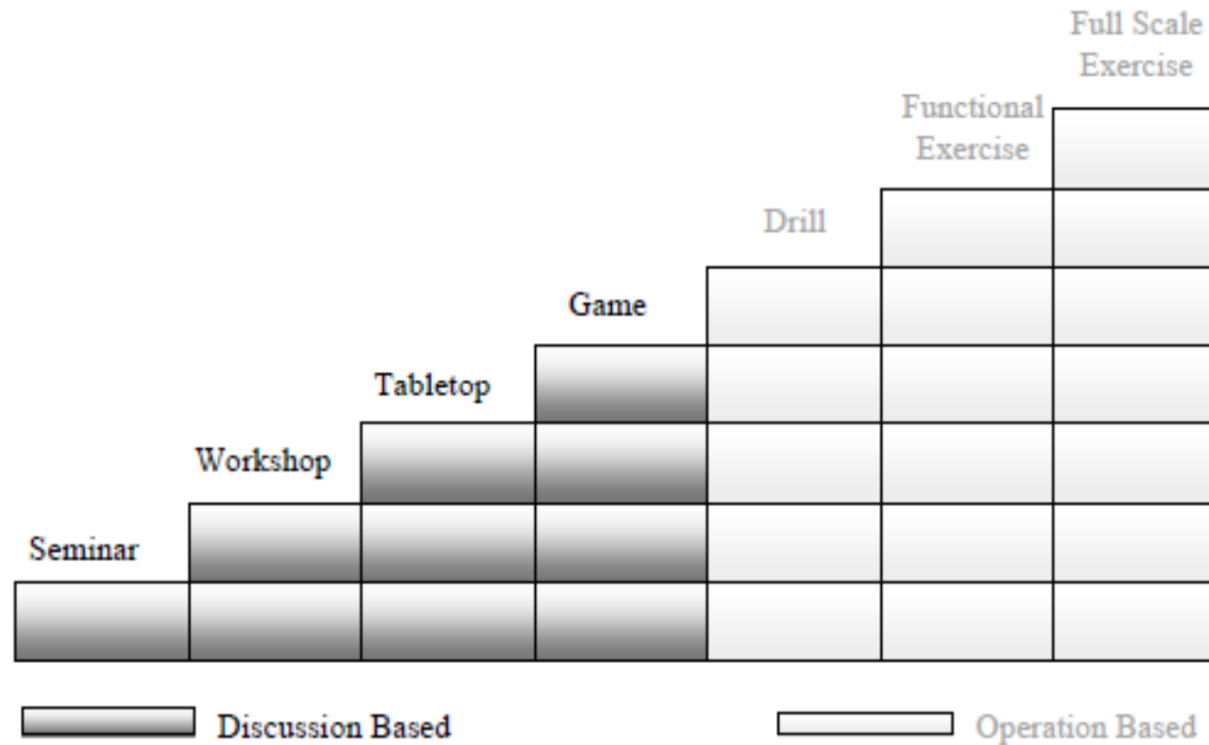 Full Scale
Exercise
Functional
Exercise
Drill
Game
Tabletop
Workshop
Seminar
Discussion Based
Operation Based